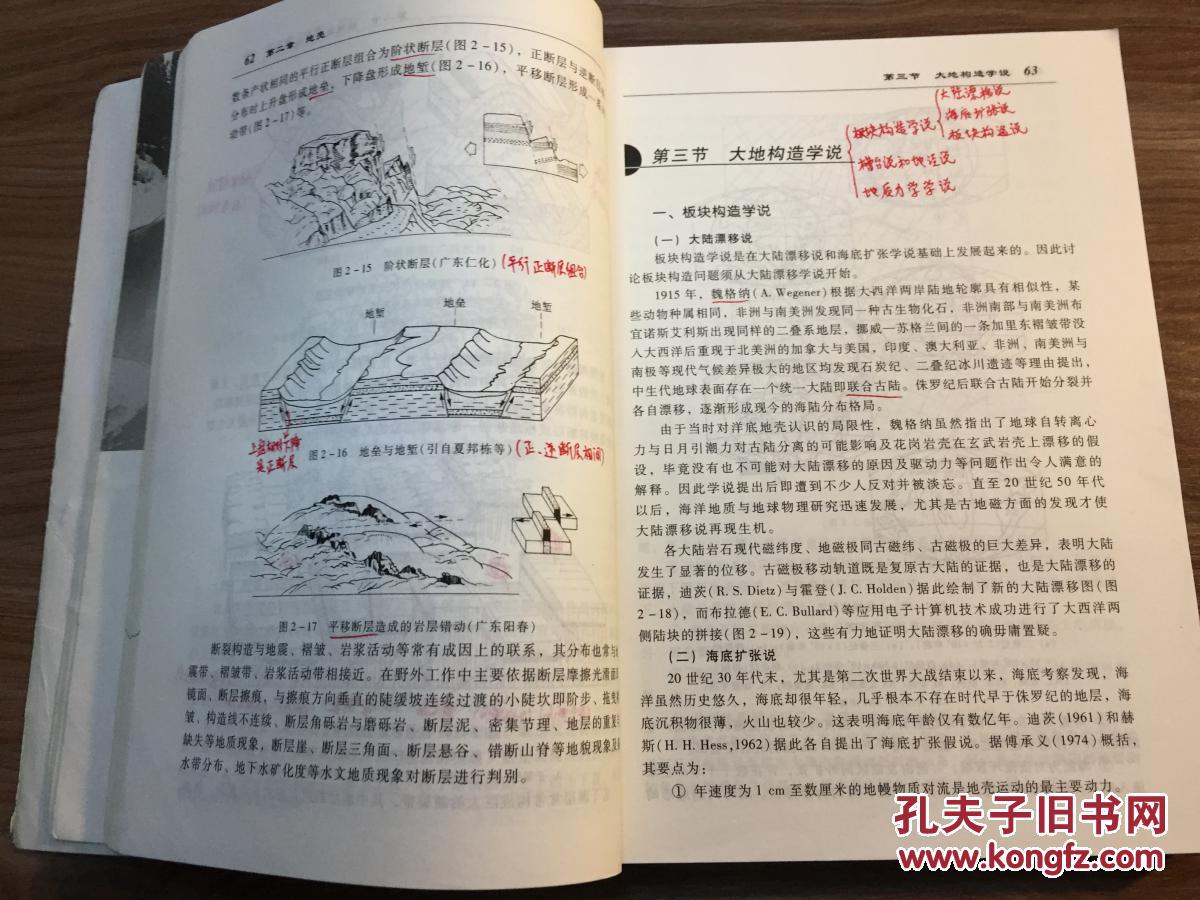 62 第二章 地壳
数条产状相同的平行正断层组合为阶状断层(图2-15),正断层与逆断层
分布时上升盘形成地垒,下降盘形成地堑(图2-16),平移断层形成一系
动带(图2-17)等。
图2-15 阶状断层(广东仁化) (平行正断层组合)
地堑
地垒
地堑
上盘相对下降
是正断层
图2-16 地垒与地堑(引自夏邦栋等) (正、逆断层相间)
图2-17 平移断层造成的岩层错动(广东阳春)
断裂构造与地震、褶皱、岩浆活动等常有成因上的联系,其分布也常与
震带、褶皱带、岩浆活动带相接近。在野外工作中主要依据断层摩擦光滑面
镜面、断层擦痕,与擦痕方向垂直的陡缓坡连续过渡的小陡坎即阶步、拖曳
皱、构造线不连续、断层角砾岩与磨砾岩、断层泥、密集节理、地层的重复
缺失等地质现象,断层崖、断层三角面、断层悬谷、错断山脊等地貌现象及
水带分布、地下水矿化度等水文地质现象对断层进行判别。
第三节 大地构造学说 63
第三节 大地构造学说
板块构造学说
大陆漂移说
海底扩张说
板块构造说
槽台说和地洼说
地质力学学说
一、板块构造学说
(一)大陆漂移说
板块构造学说是在大陆漂移说和海底扩张学说基础上发展起来的。因此讨
论板块构造问题须从大陆漂移学说开始。
1915年,魏格纳(A. Wegener)根据大西洋两岸陆地轮廓具有相似性,某
些动物种属相同,非洲与南美洲发现同一种古生物化石,非洲南部与南美洲布
宜诺斯艾利斯出现同样的二叠系地层,挪威—苏格兰间的一条加里东褶皱带没
入大西洋后重现于北美洲的加拿大与美国,印度、澳大利亚、非洲、南美洲与
南极等现代气候差异极大的地区均发现石炭纪、二叠纪冰川遗迹等理由提出,
中生代地球表面存在一个统一大陆即联合古陆。侏罗纪后联合古陆开始分裂并
各自漂移,逐渐形成现今的海陆分布格局。
由于当时对洋底地壳认识的局限性,魏格纳虽然指出了地球自转离心
力与日月引潮力对古陆分离的可能影响及花岗岩壳在玄武岩壳上漂移的假
设,毕竟没有也不可能对大陆漂移的原因及驱动力等问题作出令人满意的
解释。因此学说提出后即遭到不少人反对并被淡忘。直至20世纪50年代
以后,海洋地质与地球物理研究迅速发展,尤其是古地磁方面的发现才使
大陆漂移说再现生机。
各大陆岩石现代磁纬度、地磁极同古磁纬、古磁极的巨大差异,表明大陆
发生了显著的位移。古磁极移动轨道既是复原古大陆的证据,也是大陆漂移的
证据,迪茨(R. S. Dietz)与霍登(J. C. Holden)据此绘制了新的大陆漂移图(图
2-18),而布拉德(E. C. Bullard)等应用电子计算机技术成功进行了大西洋两
侧陆块的拼接(图2-19),这些有力地证明大陆漂移的确毋庸置疑。
(二)海底扩张说
20世纪30年代末,尤其是第二次世界大战结束以来,海底考察发现,海
洋虽然历史悠久,海底却很年轻,几乎根本不存在时代早于侏罗纪的地层,海
底沉积物很薄,火山也较少。这表明海底年龄仅有数亿年。迪茨(1961)和赫
斯(H. H. Hess,1962)据此各自提出了海底扩张假说。据傅承义(1974)概括,
其要点为:
① 年速度为1 cm至数厘米的地幔物质对流是地壳运动的最主要动力。
孔夫子旧书网
www.kongfz.com